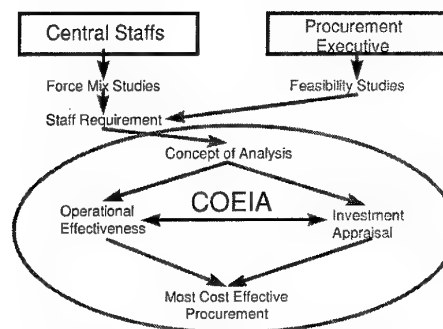 Central Staffs
Procurement
Executive
Force Mix Studies
Feasibility Studies
Staff Requirement
Concept of Analysis
COEIA
Operational
Effectiveness
Investment
Appraisal
Most Cost Effective
Procurement